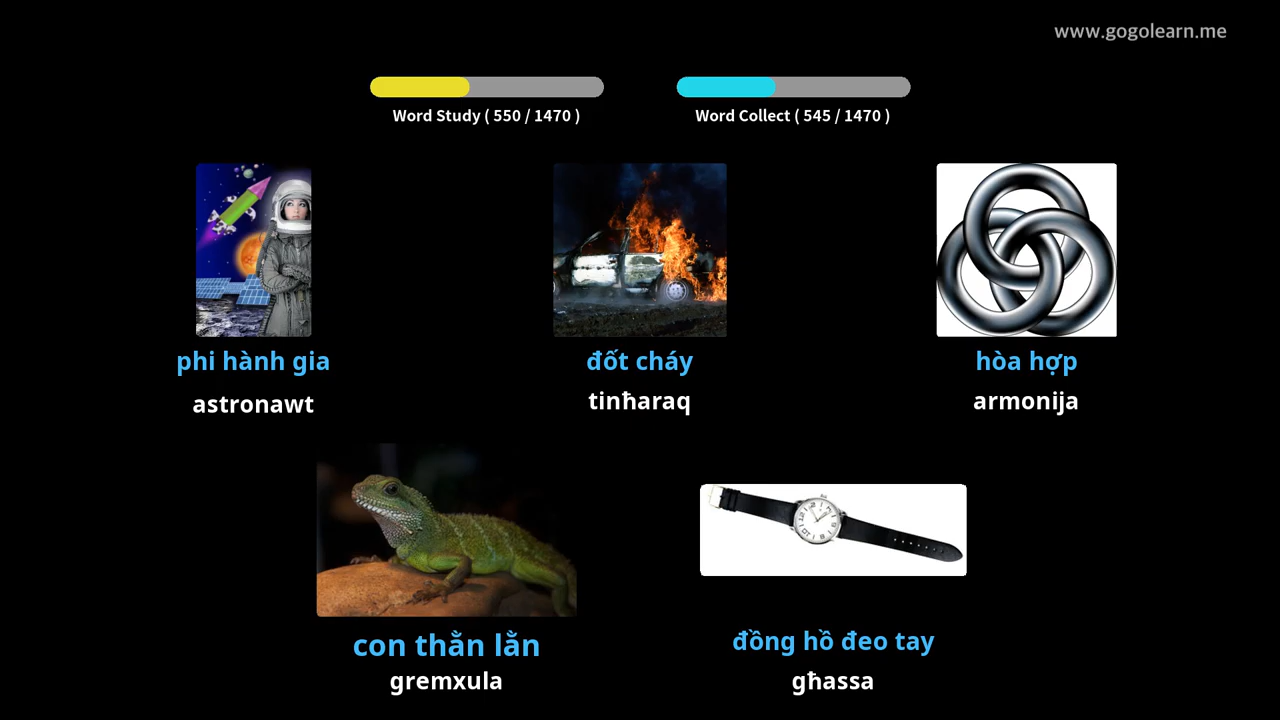 www.gogolearn.me
Word Study ( 550 / 1470 )
Word Collect ( 545 / 1470 )
phi hành gia
astronawt
đốt cháy
tinħaraq
hòa hợp
armonija
con thằn lằn
gremxula
đồng hồ đeo tay
għassa